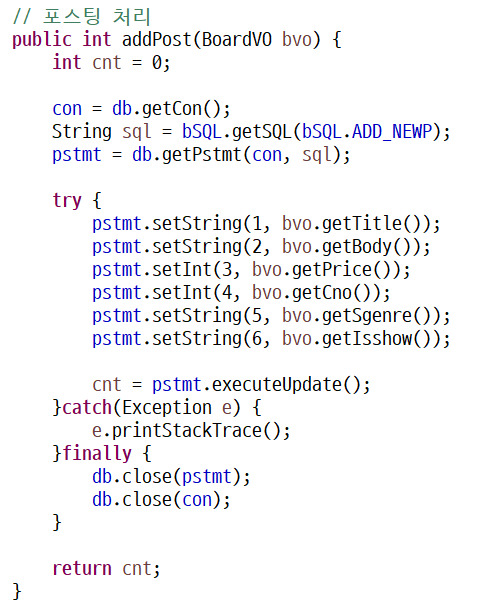 // 포스팅 처리
public int addPost(BoardVO bvo) {
    int cnt = 0;

    con = db.getCon();
    String sql = bSQL.getSQL(bSQL.ADD_NEWP);
    pstmt = db.getPstmt(con, sql);

    try {
        pstmt.setString(1, bvo.getTitle());
        pstmt.setString(2, bvo.getBody());
        pstmt.setInt(3, bvo.getPrice());
        pstmt.setInt(4, bvo.getCno());
        pstmt.setString(5, bvo.getSgenre());
        pstmt.setString(6, bvo.getIsshow());

        cnt = pstmt.executeUpdate();
    }catch(Exception e) {
        e.printStackTrace();
    }finally {
        db.close(pstmt);
        db.close(con);
    }

    return cnt;
}